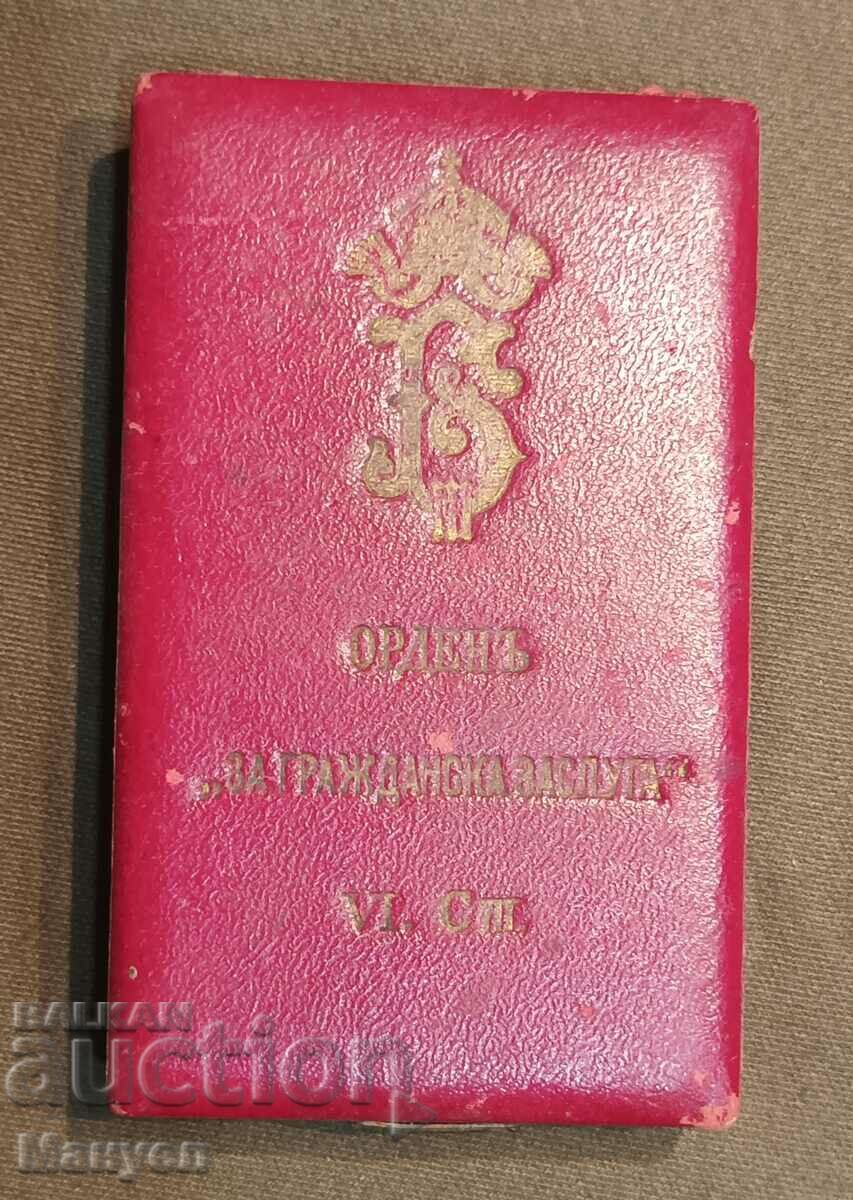 ОРДЕНЪ
„ЗА ГРАЖДАНСКА ЗАСЛУГА“
VI. Ст.
BALKAN
auction
Мануел